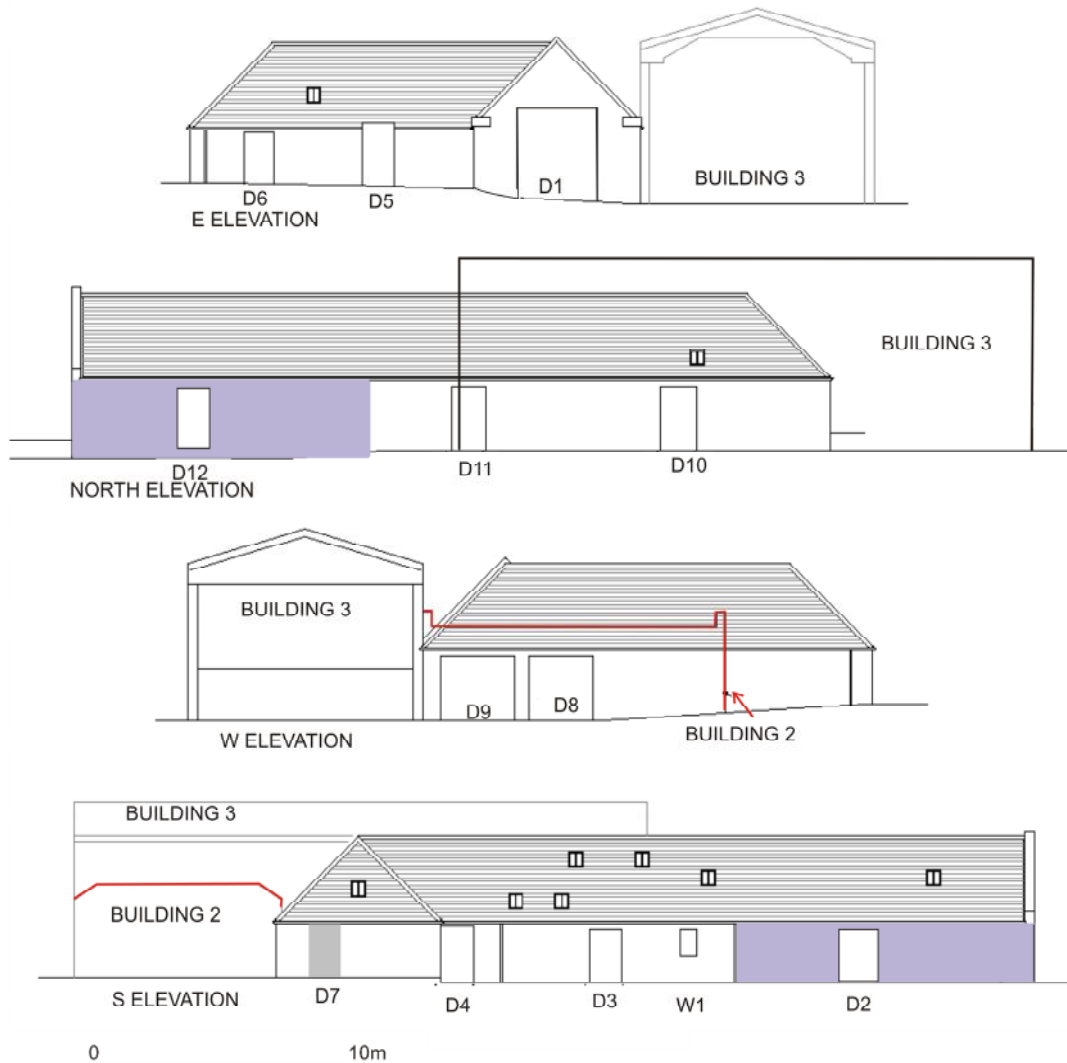 BUILDING 3
D1
D6
D5
E ELEVATION
BUILDING 3
D12
D11
D10
NORTH ELEVATION
BUILDING 3
D9
D8
BUILDING 2
W ELEVATION
BUILDING 3
BUILDING 2
S ELEVATION
D7
D4
D3
W1
D2
0 10m